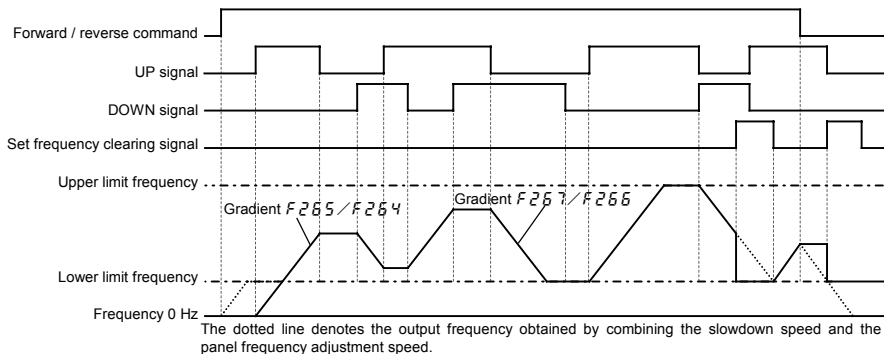 Forward / reverse command
UP signal
DOWN signal
Set frequency clearing signal
Upper limit frequency
Gradient F265/F264
Gradient F267/F266
Lower limit frequency
Frequency 0 Hz
The dotted line denotes the output frequency obtained by combining the slowdown speed and the
panel frequency adjustment speed.